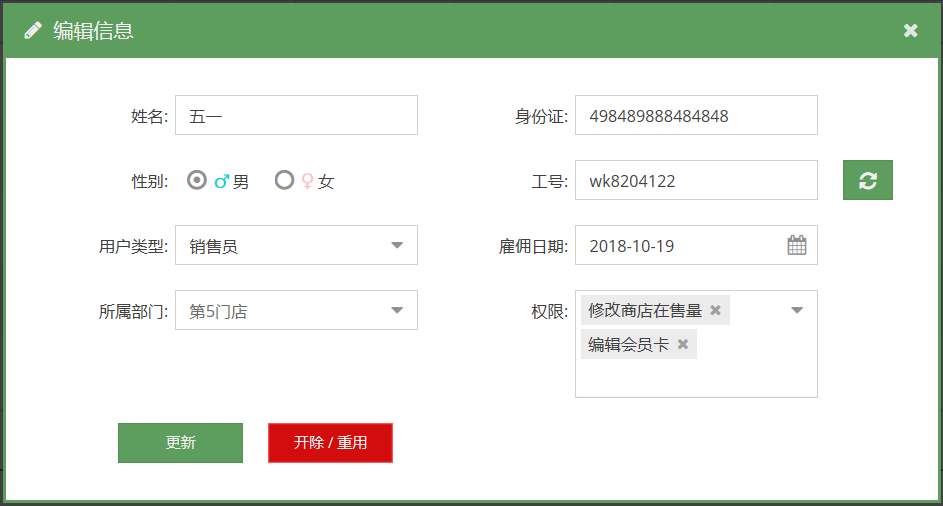 编辑信息
姓名: 五一 身份证: 498489888484848
性别: 男 女 工号: wk8204122
用户类型: 销售员 雇佣日期: 2018-10-19
所属部门: 第5门店 权限: 修改商店在售量
编辑会员卡
更新 开除 / 重用